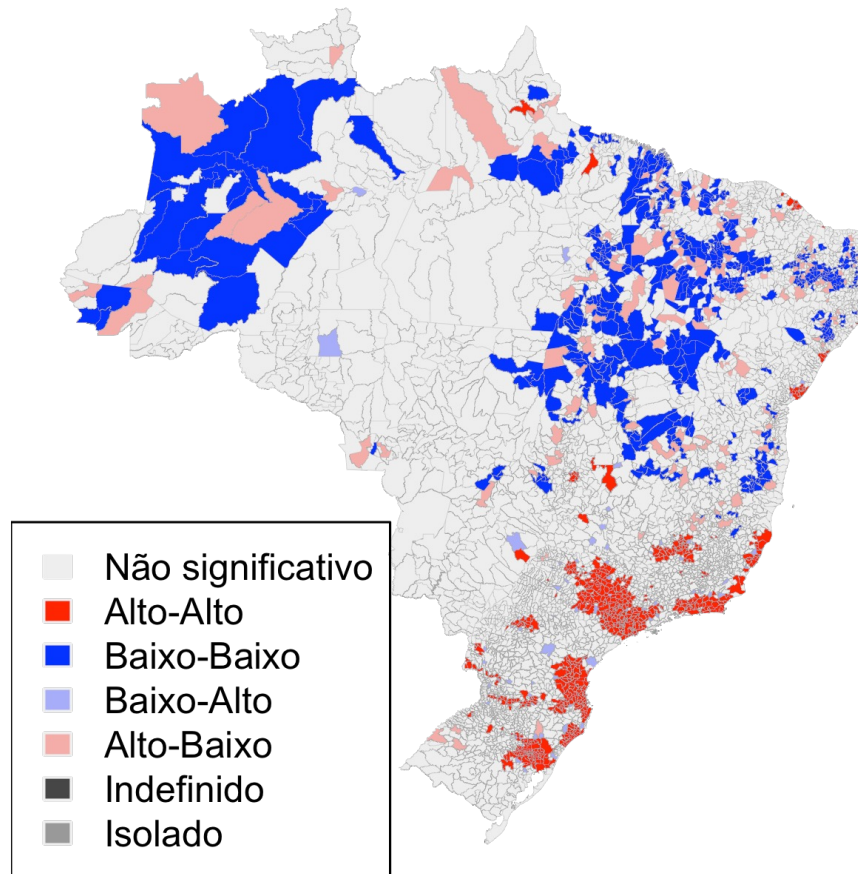 Não significativo
Alto-Alto
Baixo-Baixo
Baixo-Alto
Alto-Baixo
Indefinido
Isolado